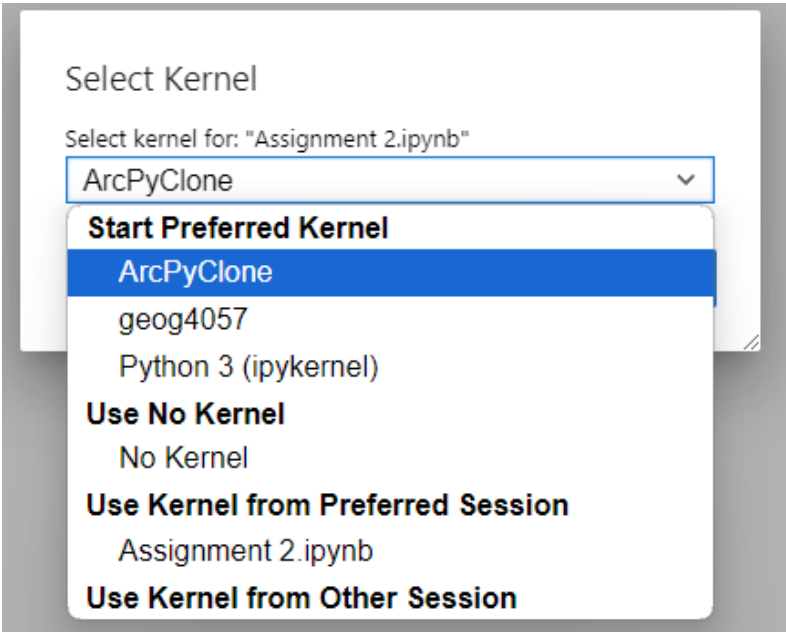 Select Kernel
Select kernel for: "Assignment 2.ipynb"
ArcPyClone
Start Preferred Kernel
ArcPyClone
geog4057
Python 3 (ipykernel)
Use No Kernel
No Kernel
Use Kernel from Preferred Session
Assignment 2.ipynb
Use Kernel from Other Session